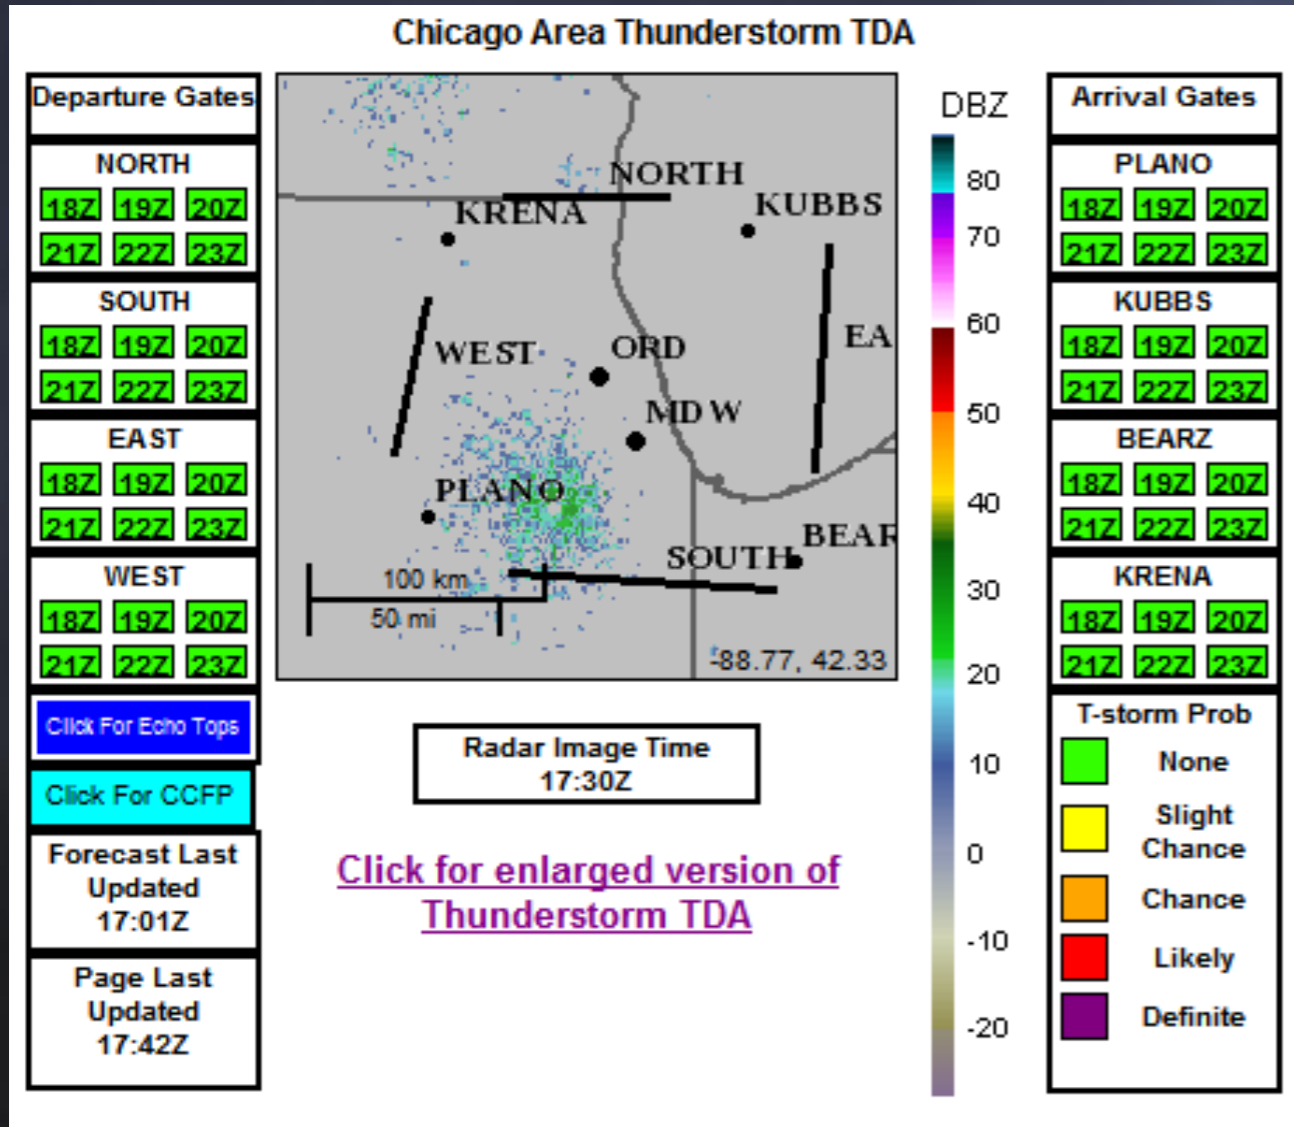 Chicago Area Thunderstorm TDA
Departure Gates
NORTH
18Z 19Z 20Z
21Z 22Z 23Z
SOUTH
18Z 19Z 20Z
21Z 22Z 23Z
EAST
18Z 19Z 20Z
21Z 22Z 23Z
WEST
18Z 19Z 20Z
21Z 22Z 23Z
Click For Echo Tops
Click For CCFP
Forecast Last
Updated
17:01Z
Page Last
Updated
17:42Z
NORTH
KRENA
KUBBS
WEST
ORD
EA
MDW
PLANO
BEAR
SOUTH
100 km
50 mi
-88.77, 42.33
Radar Image Time
17:30Z
Click for enlarged version of
Thunderstorm TDA
DBZ
80
70
60
50
40
30
20
10
0
-10
-20
Arrival Gates
PLANO
18Z 19Z 20Z
21Z 22Z 23Z
KUBBS
18Z 19Z 20Z
21Z 22Z 23Z
BEARZ
18Z 19Z 20Z
21Z 22Z 23Z
KRENA
18Z 19Z 20Z
21Z 22Z 23Z
T-storm Prob
None
Slight
Chance
Chance
Likely
Definite